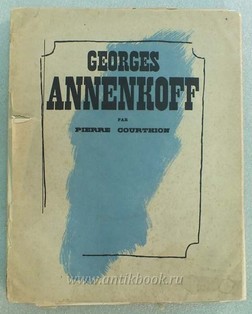 GEORGES
ANNENKOFF
PAR
PIERRE COURTHION
www.antikbook.ru